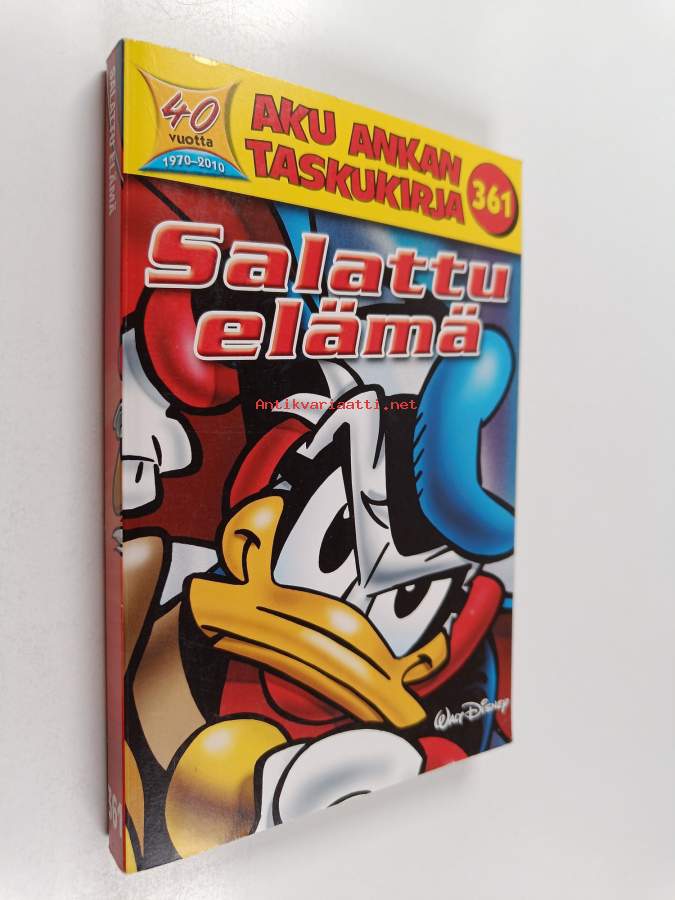 40
vuotta
1970-2010
AKU ANKAN
TASKUKIRJA
361
Salattu
elämä
Antikvariaatti.net
WALT DISNEY
SALATTU ELÄMÄ
361